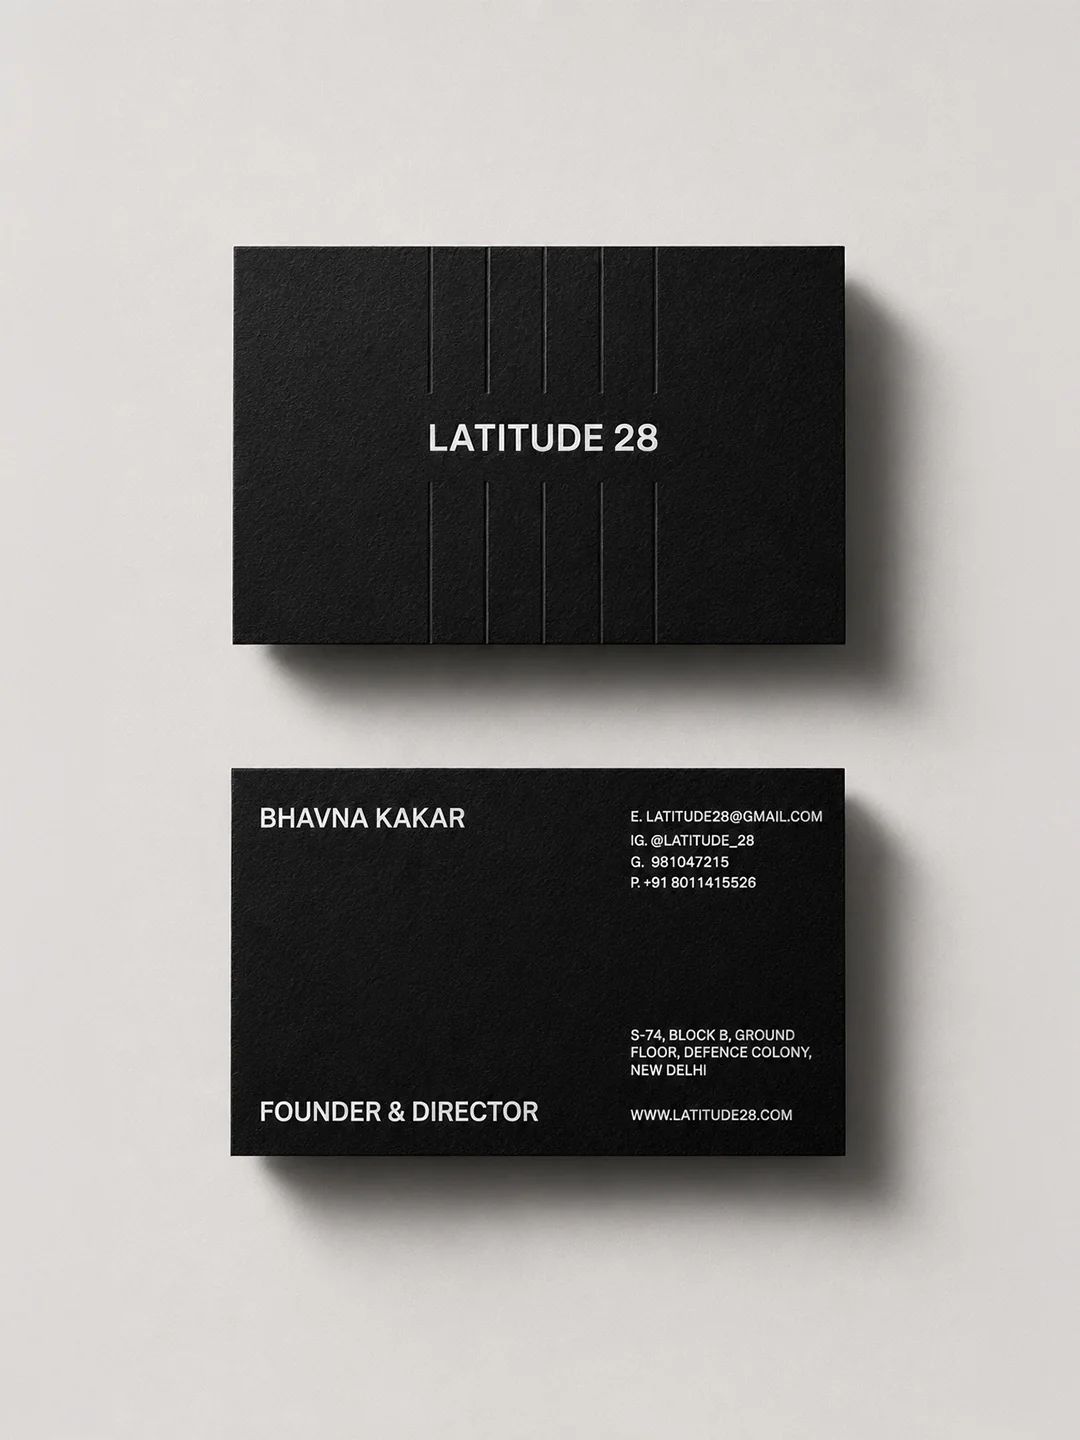 LATITUDE 28
BHAVNA KAKAR
E. LATITUDE28@GMAIL.COM
IG. @LATITUDE_28
G. 981047215
P. +91 8011415526
S-74, BLOCK B, GROUND
FLOOR, DEFENCE COLONY,
NEW DELHI
FOUNDER & DIRECTOR
WWW.LATITUDE28.COM